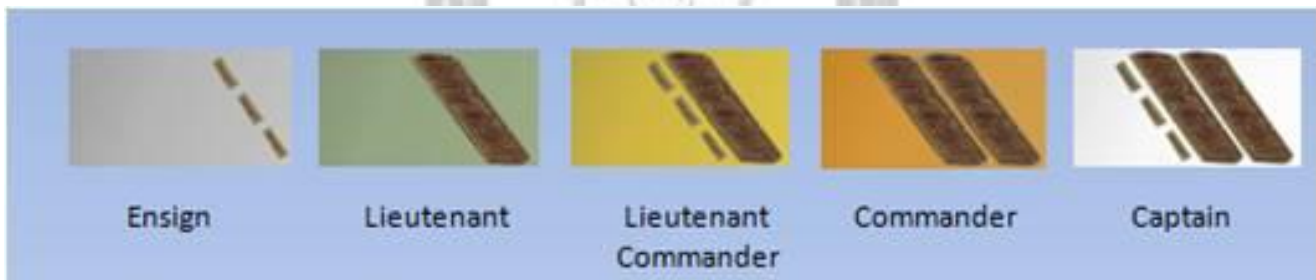 Ensign
Lieutenant
Lieutenant
Commander
Commander
Captain